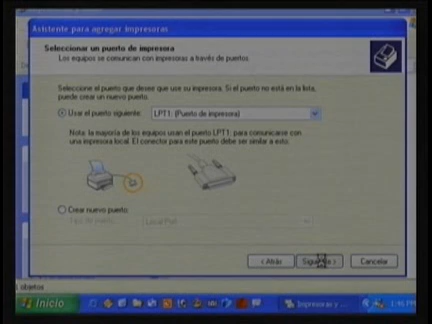 Asistente para agregar impresoras
Seleccionar un puerto de impresora
Los equipos se comunican con impresoras a través de puertos.
Seleccione el puerto que desee que use su impresora. Si el puerto no está en la lista,
puede crear un nuevo puerto.
Usar el puerto siguiente: LPT1: (Puerto de impresora)
Nota: la mayoría de los equipos usan el puerto LPT1: para comunicarse con
una impresora local. El conector para este puerto debe ser similar a esto:
Crear nuevo puerto:
Local Port
< Atrás Siguiente > Cancelar
objetos
Inicio Impresoras y ...